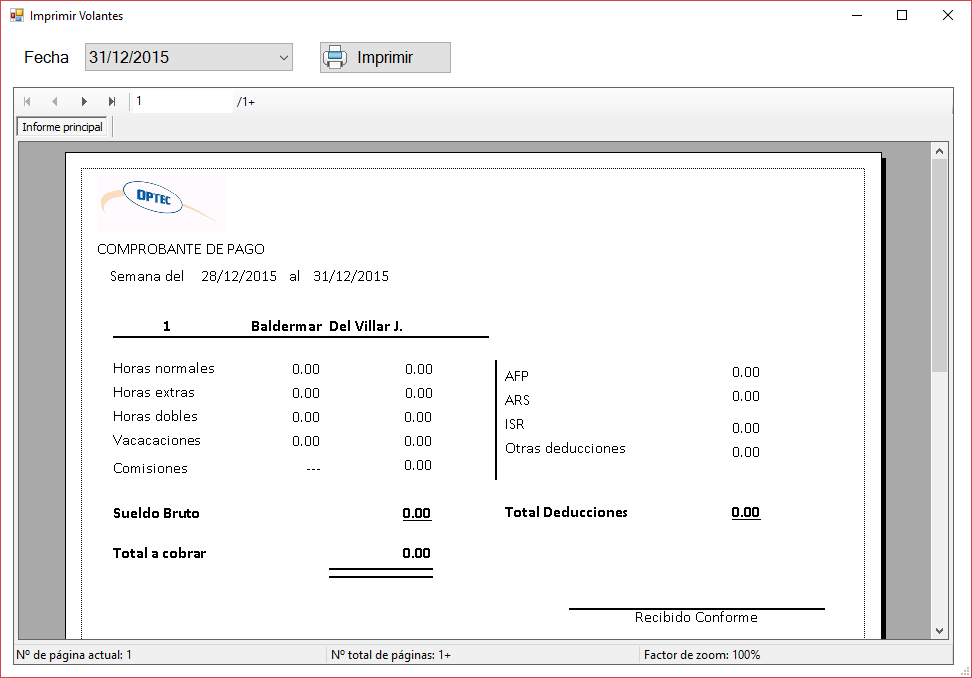 Imprimir Volantes
Fecha 31/12/2015 Imprimir
1 /1+
Informe principal
OPTEC
COMPROBANTE DE PAGO
Semana del 28/12/2015 al 31/12/2015
1 Baldermar Del Villar J.
Horas normales 0.00 0.00
Horas extras 0.00 0.00
Horas dobles 0.00 0.00
Vacacaciones 0.00 0.00
Comisiones --- 0.00
AFP 0.00
ARS 0.00
ISR 0.00
Otras deducciones 0.00
Sueldo Bruto 0.00
Total Deducciones 0.00
Total a cobrar 0.00
Recibido Conforme
Nº de página actual: 1 Nº total de páginas: 1+ Factor de zoom: 100%